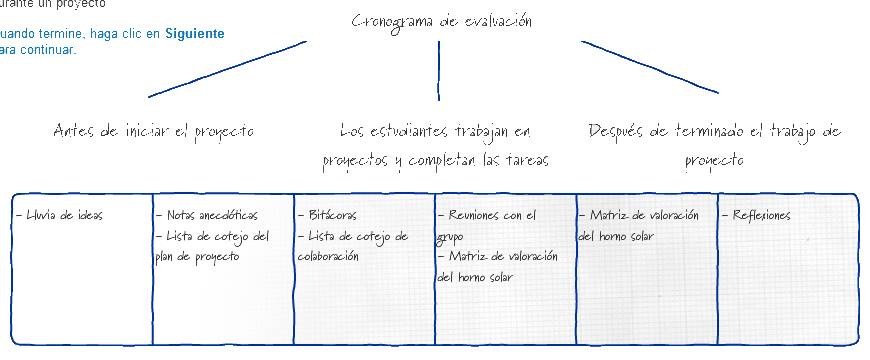 urante un proyecto
uando termine, haga clic en Siguiente
ara continuar.
Cronograma de evaluación
Antes de iniciar el proyecto
Los estudiantes trabajan en
proyectos y completan las tareas
Después de terminado el trabajo de
proyecto
- Lluvia de ideas
- Notas anecdóticas
- Lista de cotejo del
plan de proyecto
- Bitácoras
- Lista de cotejo de
colaboración
- Reuniones con el
grupo
- Matriz de valoración
del horno solar
- Matriz de valoración
del horno solar
- Reflexiones